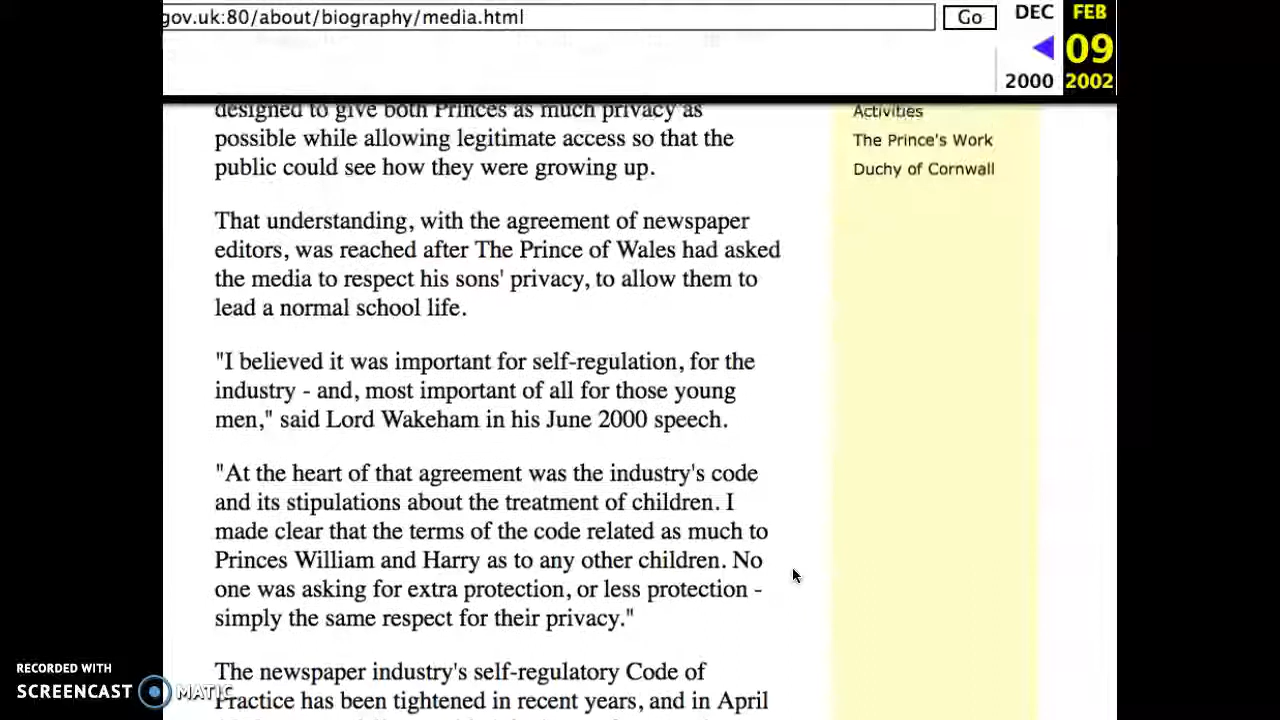 gov.uk:80/about/biography/media.html
Go
DEC
FEB
09
2000
2002
designed to give both Princes as much privacy as
possible while allowing legitimate access so that the
public could see how they were growing up.
That understanding, with the agreement of newspaper
editors, was reached after The Prince of Wales had asked
the media to respect his sons' privacy, to allow them to
lead a normal school life.
"I believed it was important for self-regulation, for the
industry - and, most important of all for those young
men," said Lord Wakeham in his June 2000 speech.
"At the heart of that agreement was the industry's code
and its stipulations about the treatment of children. I
made clear that the terms of the code related as much to
Princes William and Harry as to any other children. No
one was asking for extra protection, or less protection -
simply the same respect for their privacy."
The newspaper industry's self-regulatory Code of
Practice has been tightened in recent years, and in April
Activities
The Prince's Work
Duchy of Cornwall
RECORDED WITH
SCREENCAST MATIC